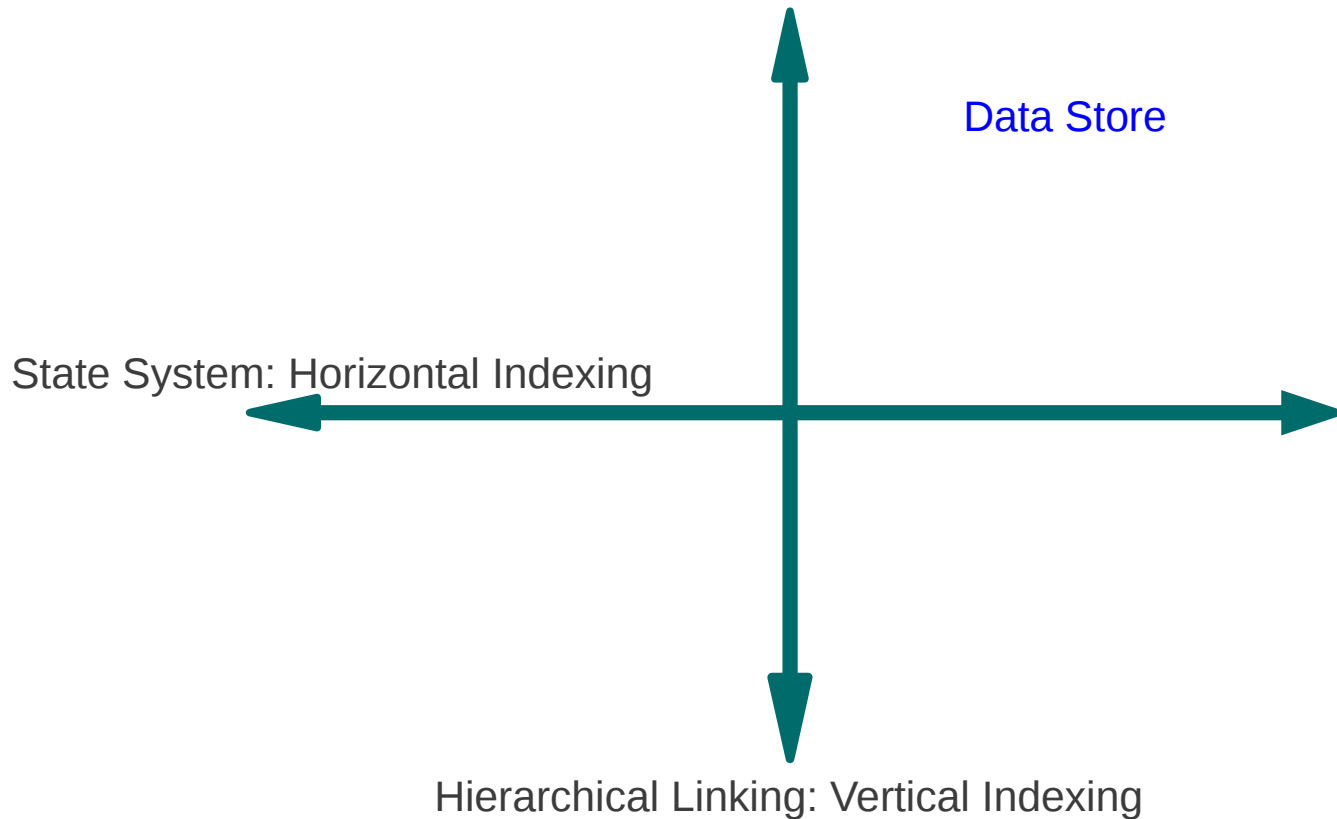 Data Store
State System: Horizontal Indexing
Hierarchical Linking: Vertical Indexing